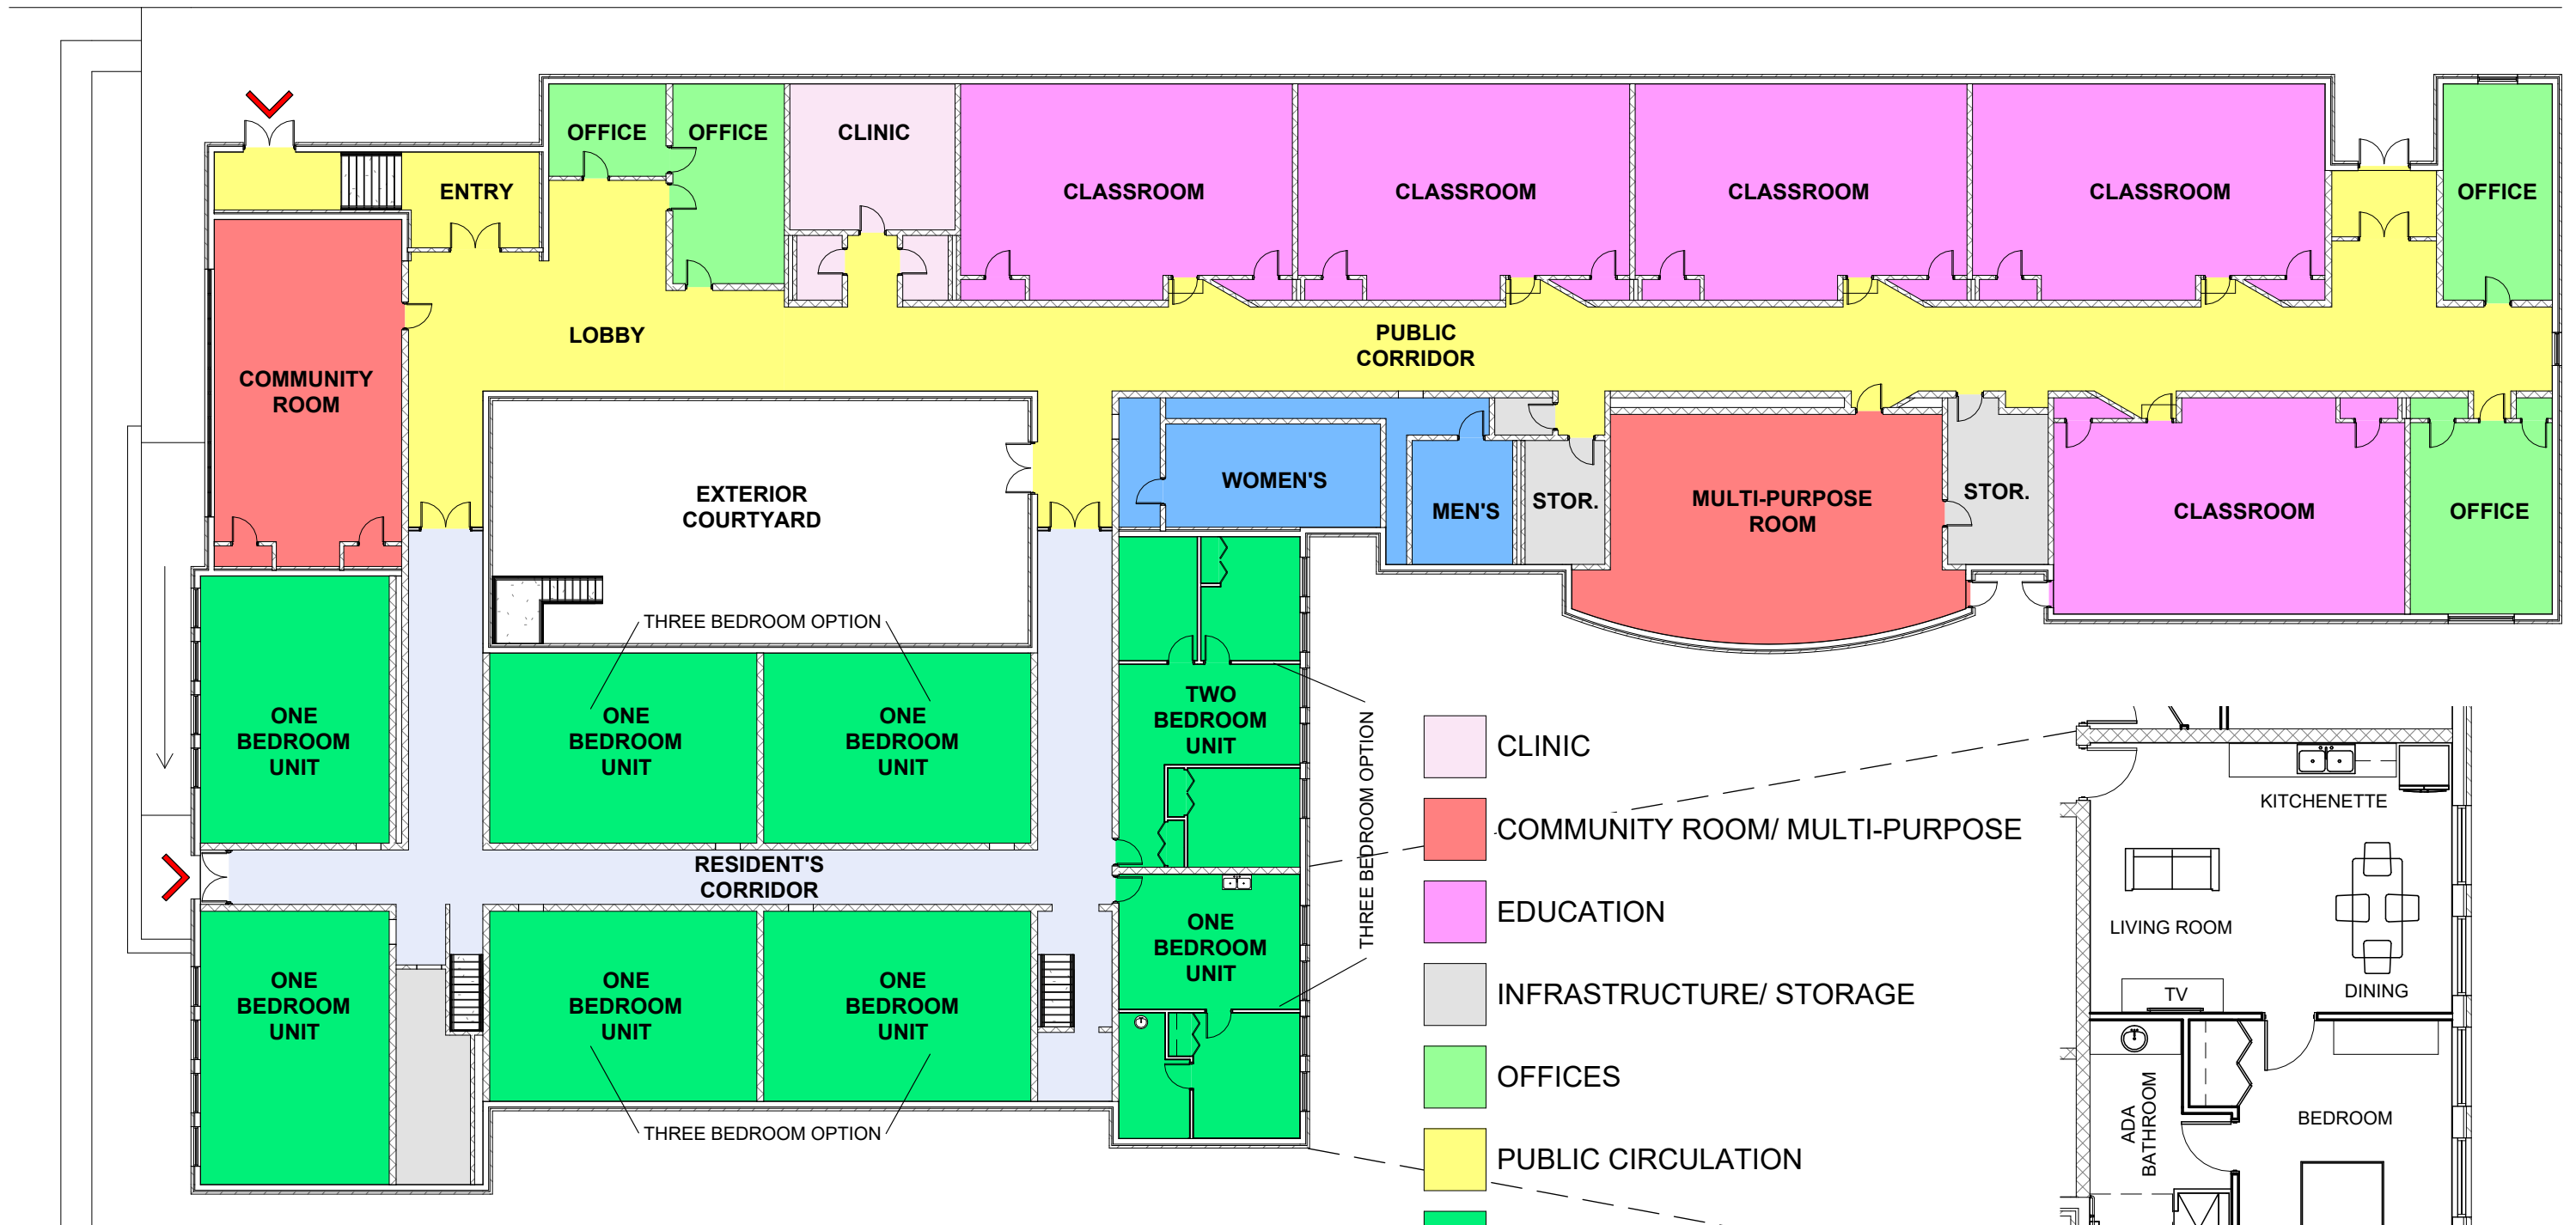 OFFICE
OFFICE
CLINIC
ENTRY
CLASSROOM
CLASSROOM
CLASSROOM
CLASSROOM
OFFICE
LOBBY
PUBLIC
CORRIDOR
COMMUNITY
ROOM
EXTERIOR
COURTYARD
WOMEN'S
MEN'S
STOR.
MULTI-PURPOSE
ROOM
STOR.
CLASSROOM
OFFICE
THREE BEDROOM OPTION
ONE
BEDROOM
UNIT
ONE
BEDROOM
UNIT
ONE
BEDROOM
UNIT
TWO
BEDROOM
UNIT
THREE BEDROOM OPTION
RESIDENT'S
CORRIDOR
ONE
BEDROOM
UNIT
ONE
BEDROOM
UNIT
ONE
BEDROOM
UNIT
ONE
BEDROOM
UNIT
THREE BEDROOM OPTION
CLINIC
COMMUNITY ROOM/ MULTI-PURPOSE
EDUCATION
INFRASTRUCTURE/ STORAGE
OFFICES
PUBLIC CIRCULATION
KITCHENETTE
LIVING ROOM
DINING
TV
ADA
BATHROOM
BEDROOM